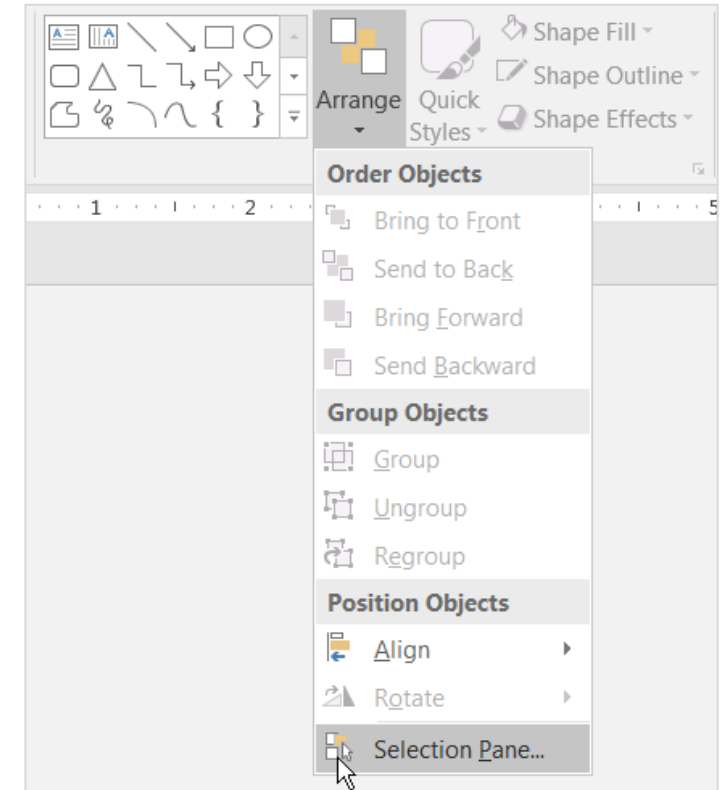 Shape Fill
Shape Outline
Shape Effects
Arrange
Quick
Styles
Order Objects
1 2 5
Bring to Front
Send to Back
Bring Forward
Send Backward
Group Objects
Group
Ungroup
Regroup
Position Objects
Align
Rotate
Selection Pane...